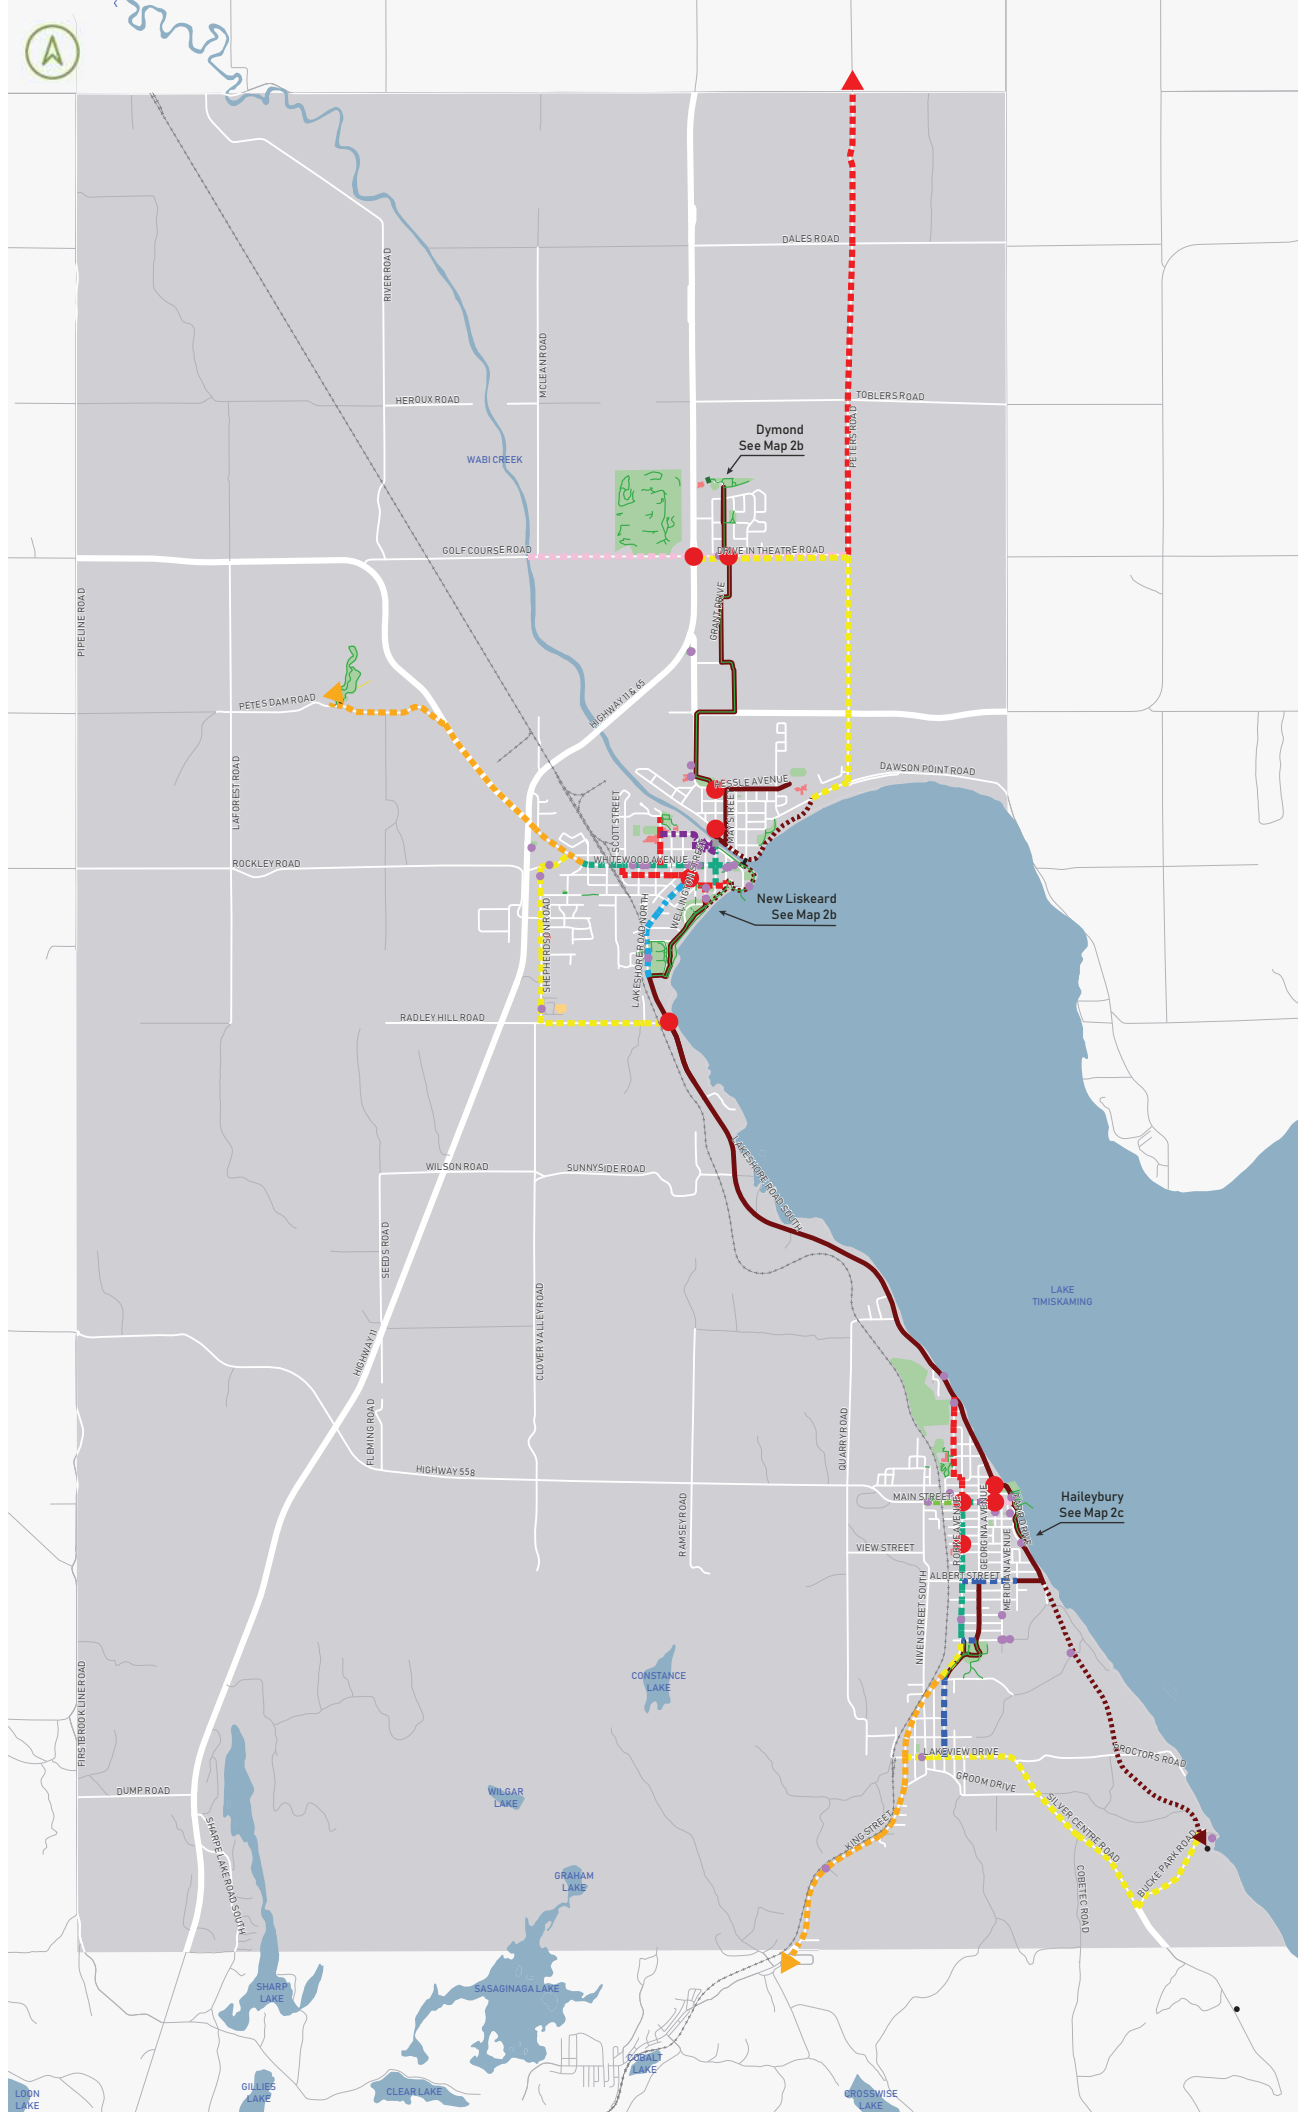 DALES ROAD
RIVER ROAD
MCLEAN ROAD
HEROUX ROAD
TOBLERS ROAD
PETERS ROAD
Dymond
See Map 2b
WABI CREEK
GOLF COURSE ROAD
DRIVE IN THEATRE ROAD
PIPELINE ROAD
GRANT DRIVE
HIGHWAY 11 & 65
PETES DAM ROAD
LAFOREST ROAD
DAWSON POINT ROAD
HESSLE AVENUE
MAY STREET
SCOTT STREET
ROCKLEY ROAD
WHITEWOOD AVENUE
WELLINGTON STREET
New Liskeard
See Map 2b
SHEPHERDSON ROAD
LAKESHORE ROAD NORTH
RADLEY HILL ROAD
WILSON ROAD
SUNNYSIDE ROAD
LAKESHORE ROAD SOUTH
SEEDS ROAD
CLOVER VALLEY ROAD
LAKE
TIMISKAMING
HIGHWAY 11
FLEMING ROAD
QUARRY ROAD
HIGHWAY 558
RAMSEY ROAD
MAIN STREET
Haileybury
See Map 2c
RORKE AVENUE
GEORGINA AVENUE
FARR DRIVE
VIEW STREET
MERIDIAN AVENUE
ALBERT STREET
NIVEN STREET SOUTH
CONSTANCE
LAKE
FIRSTBROOK LINE ROAD
LAKEVIEW DRIVE
PROCTORS ROAD
GROOM DRIVE
DUMP ROAD
WILGAR
LAKE
SILVER CENTRE ROAD
KING STREET
SHARPE LAKE ROAD SOUTH
BUCKE PARK ROAD
GRAHAM
LAKE
COBETEC ROAD
SHARP
LAKE
SASAGINAGA LAKE
COBALT
LAKE
GILLIES
LAKE
CLEAR LAKE
CROSSWISE
LAKE
LOON
LAKE